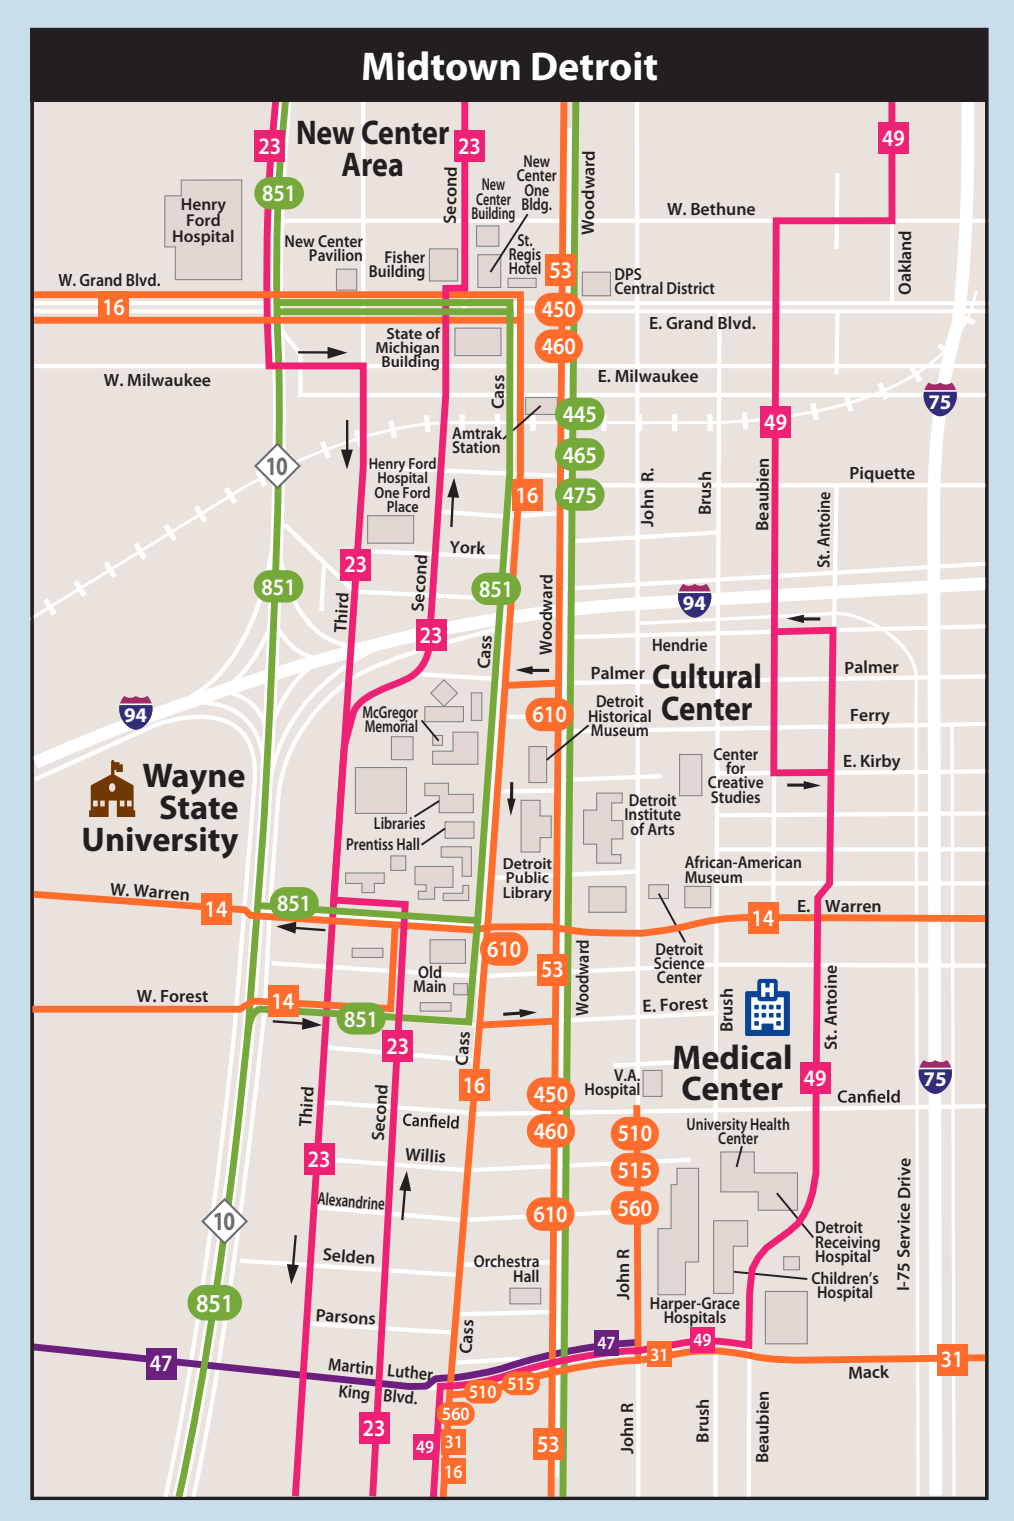 Midtown Detroit
23
New Center
Area
23
49
851
Second
New
Center
One
Bldg.
New
Center
Building
Woodward
Henry
Ford
Hospital
W. Bethune
New Center
Pavilion
Fisher
Building
St.
Regis
Hotel
53
Oakland
DPS
Central District
W. Grand Blvd.
16
450
E. Grand Blvd.
State of
Michigan
Building
460
W. Milwaukee
E. Milwaukee
Cass
75
445
49
Amtrak
Station
465
10
Henry Ford
Hospital
One Ford
Place
16
475
John R.
Brush
Beaubien
Piquette
St. Antoine
York
23
Second
851
851
Woodward
94
Third
23
Cass
Hendrie
Palmer
Cultural
Center
Palmer
94
McGregor
Memorial
610
Detroit
Historical
Museum
Ferry
Wayne
State
University
Center
for
Creative
Studies
E. Kirby
Libraries
Prentiss Hall
Detroit
Institute
of Arts
Detroit
Public
Library
African-American
Museum
W. Warren
14
851
14
E. Warren
610
Old
Main
53
Woodward
Detroit
Science
Center
W. Forest
14
851
E. Forest
Brush
H
St. Antoine
23
Cass
Medical
Center
V.A.
Hospital
16
450
49
75
Third
Second
Canfield
Canfield
460
510
University Health
Center
23
Willis
515
Alexandrine
610
560
I-75 Service Drive
10
Selden
Orchestra
Hall
John R
Detroit
Receiving
Hospital
Children's
Hospital
851
Parsons
Cass
Harper-Grace
Hospitals
47
47
31
49
31
Martin Luther
King Blvd.
Mack
510
515
560
23
49
31
16
53
John R
Brush
Beaubien